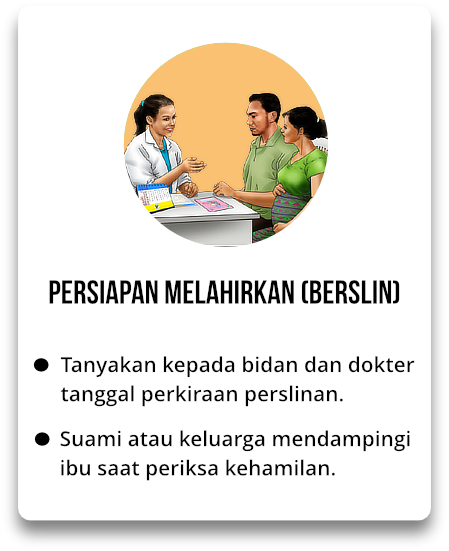 PERSIAPAN MELAHIRKAN (BERSLIN)
● Tanyakan kepada bidan dan dokter
tanggal perkiraan perslinan.
● Suami atau keluarga mendampingi
ibu saat periksa kehamilan.